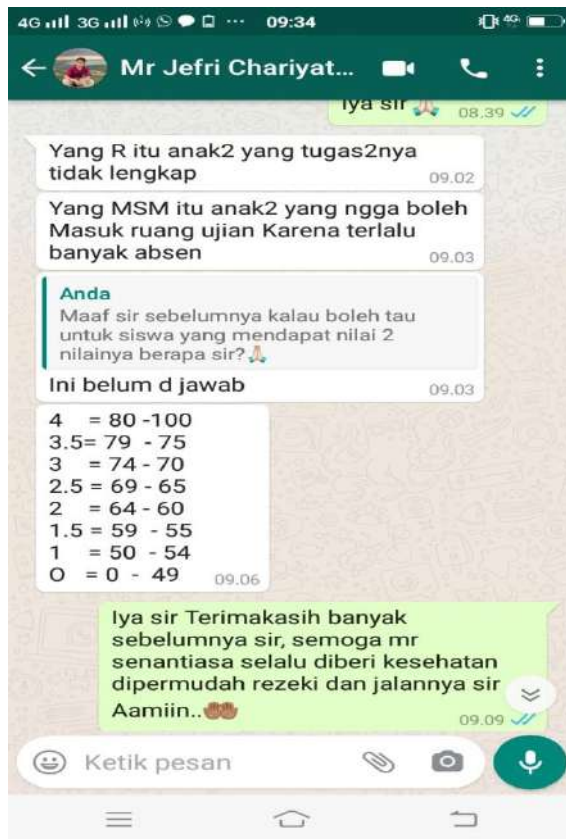 4G 3G 09:34 4G
Mr Jefri Chariyat...
Iya sir 08.39
Yang R itu anak2 yang tugas2nya
tidak lengkap 09.02
Yang MSM itu anak2 yang ngga boleh
Masuk ruang ujian Karena terlalu
banyak absen 09.03
Anda
Maaf sir sebelumnya kalau boleh tau
untuk siswa yang mendapat nilai 2
nilainya berapa sir?
Ini belum d jawab 09.03
4 = 80 -100
3.5= 79 - 75
3 = 74 - 70
2.5 = 69 - 65
2 = 64 - 60
1.5 = 59 - 55
1 = 50 - 54
O = 0 - 49 09.06
Iya sir Terimakasih banyak
sebelumnya sir, semoga mr
senantiasa selalu diberi kesehatan
dipermudah rezeki dan jalannya sir
Aamiin.. 09.09
Ketik pesan